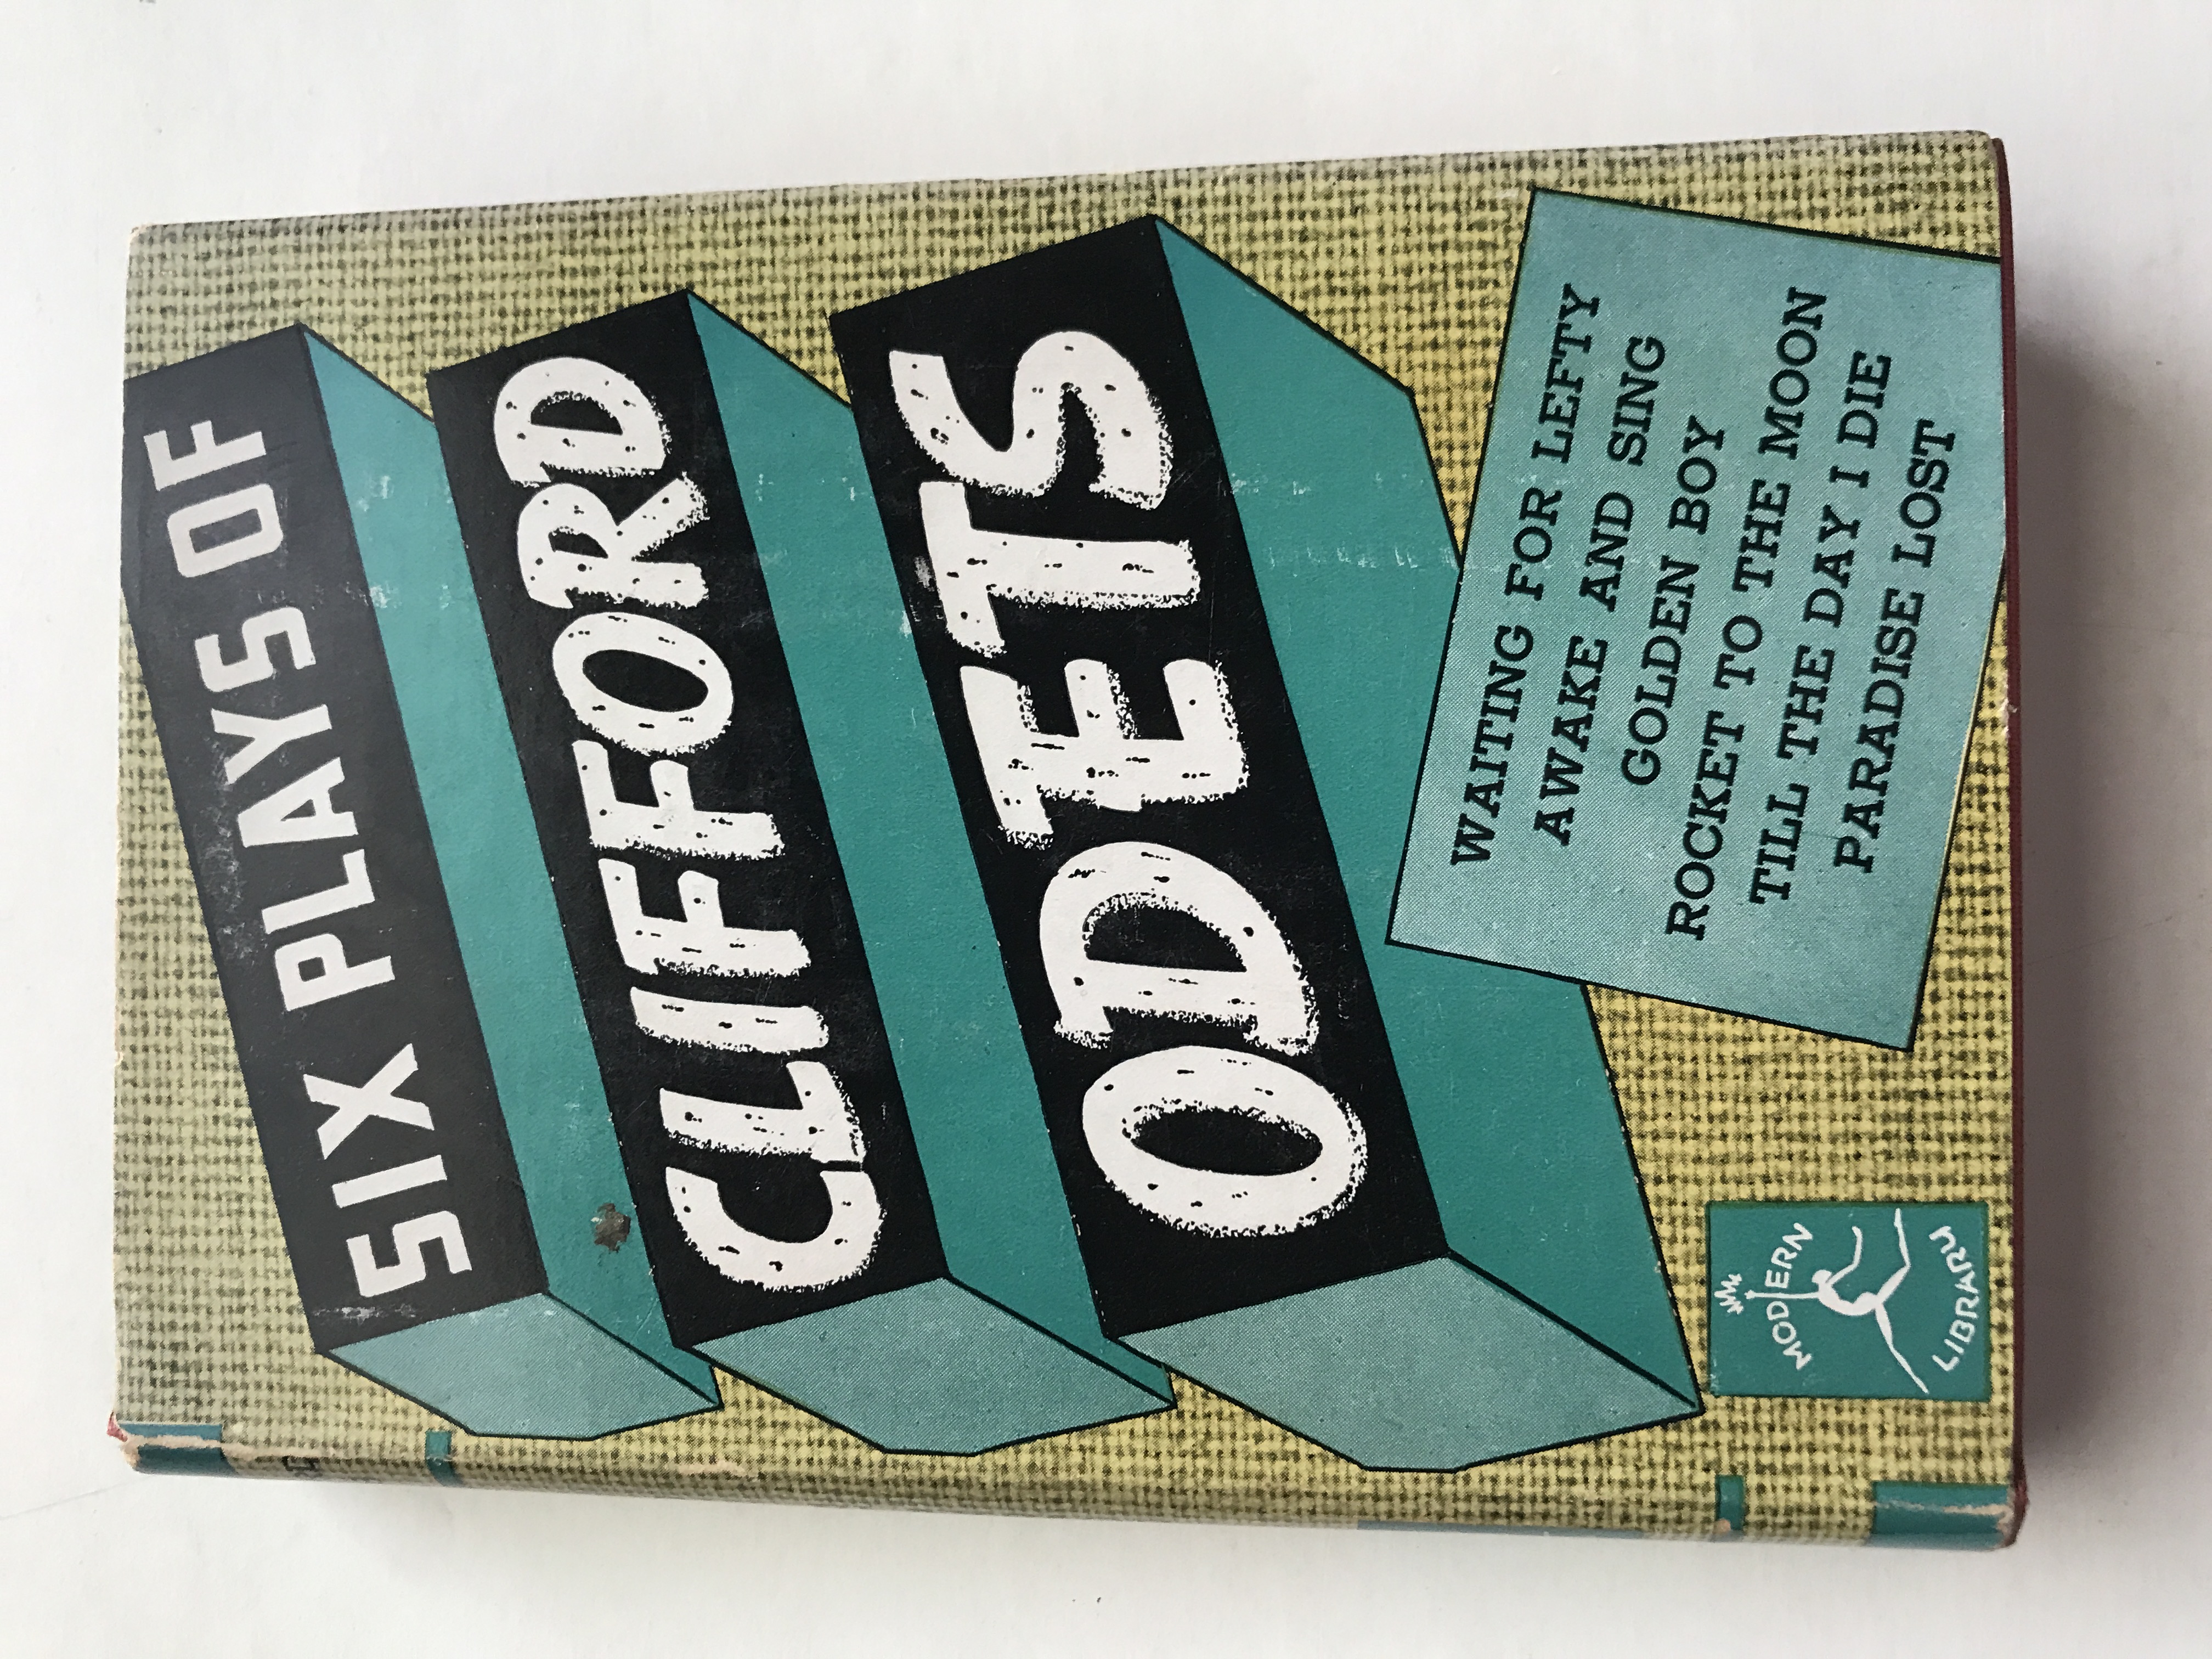 SIX PLAYS OF
CLIFFORD
ODETS
WAITING FOR LEFTY
AWAKE AND SING
GOLDEN BOY
ROCKET TO THE MOON
TILL THE DAY I DIE
PARADISE LOST
MODERN
LIBRARY